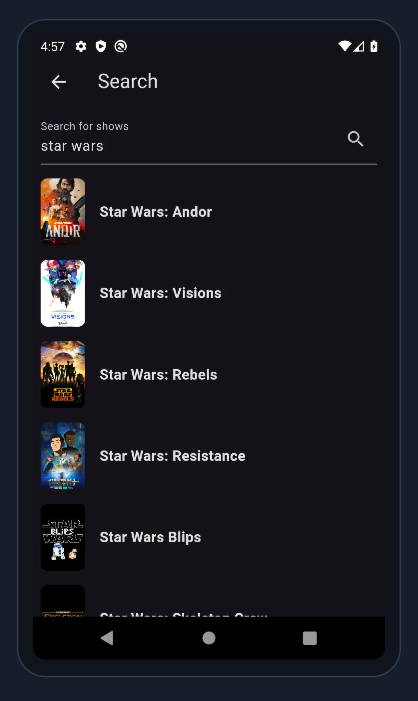 4:57
Search
Search for shows
star wars
ANDOR
Star Wars: Andor
VISIONS
Star Wars: Visions
STAR WARS
REBELS
Star Wars: Rebels
Star Wars: Resistance
STAR
BLIPS
WARS
Star Wars Blips
SKELETON
Star Wars: Skeleton Crew